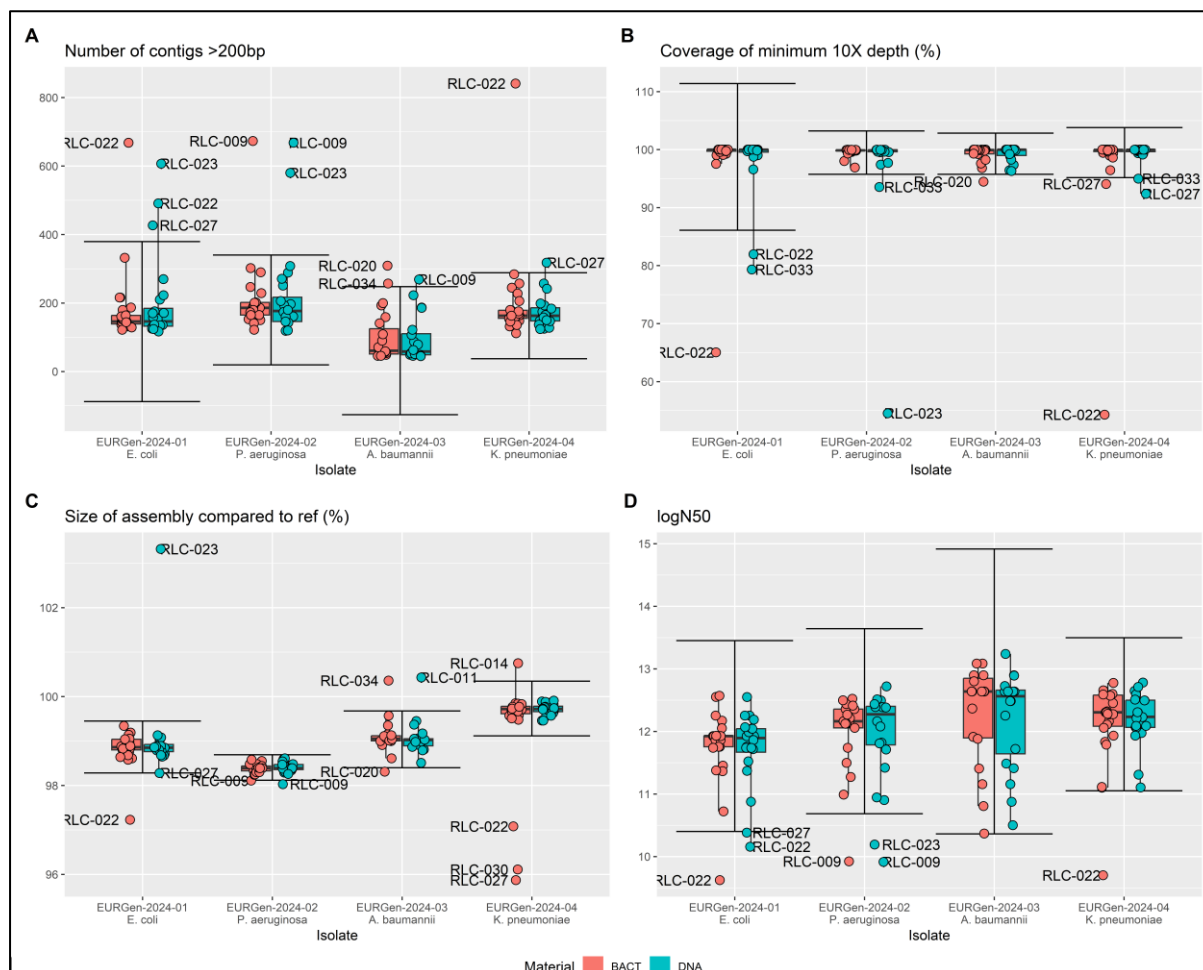 A
Number of contigs >200bp
800
600
400
200
0
RLC-022
RLC-022
RLC-009
RLC-009
RLC-023
RLC-023
RLC-022
RLC-027
RLC-020
RLC-034
RLC-009
RLC-027
EURGen-2024-01
E. coli
EURGen-2024-02
P. aeruginosa
EURGen-2024-03
A. baumannii
EURGen-2024-04
K. pneumoniae
Isolate
B
Coverage of minimum 10X depth (%)
110
100
90
80
70
60
RLC-020
RLC-033
RLC-027
RLC-033
RLC-027
RLC-022
RLC-033
RLC-022
RLC-023
RLC-022
EURGen-2024-01
E. coli
EURGen-2024-02
P. aeruginosa
EURGen-2024-03
A. baumannii
EURGen-2024-04
K. pneumoniae
Isolate
C
Size of assembly compared to ref (%)
102
100
98
96
RLC-023
RLC-014
RLC-034
RLC-011
RLC-027
RLC-009
RLC-009
RLC-020
RLC-022
RLC-022
RLC-030
RLC-027
EURGen-2024-01
E. coli
EURGen-2024-02
P. aeruginosa
EURGen-2024-03
A. baumannii
EURGen-2024-04
K. pneumoniae
Isolate
D
logN50
15
14
13
12
11
10
RLC-027
RLC-022
RLC-022
RLC-023
RLC-009
RLC-009
RLC-022
EURGen-2024-01
E. coli
EURGen-2024-02
P. aeruginosa
EURGen-2024-03
A. baumannii
EURGen-2024-04
K. pneumoniae
Isolate
Material BACT DNA